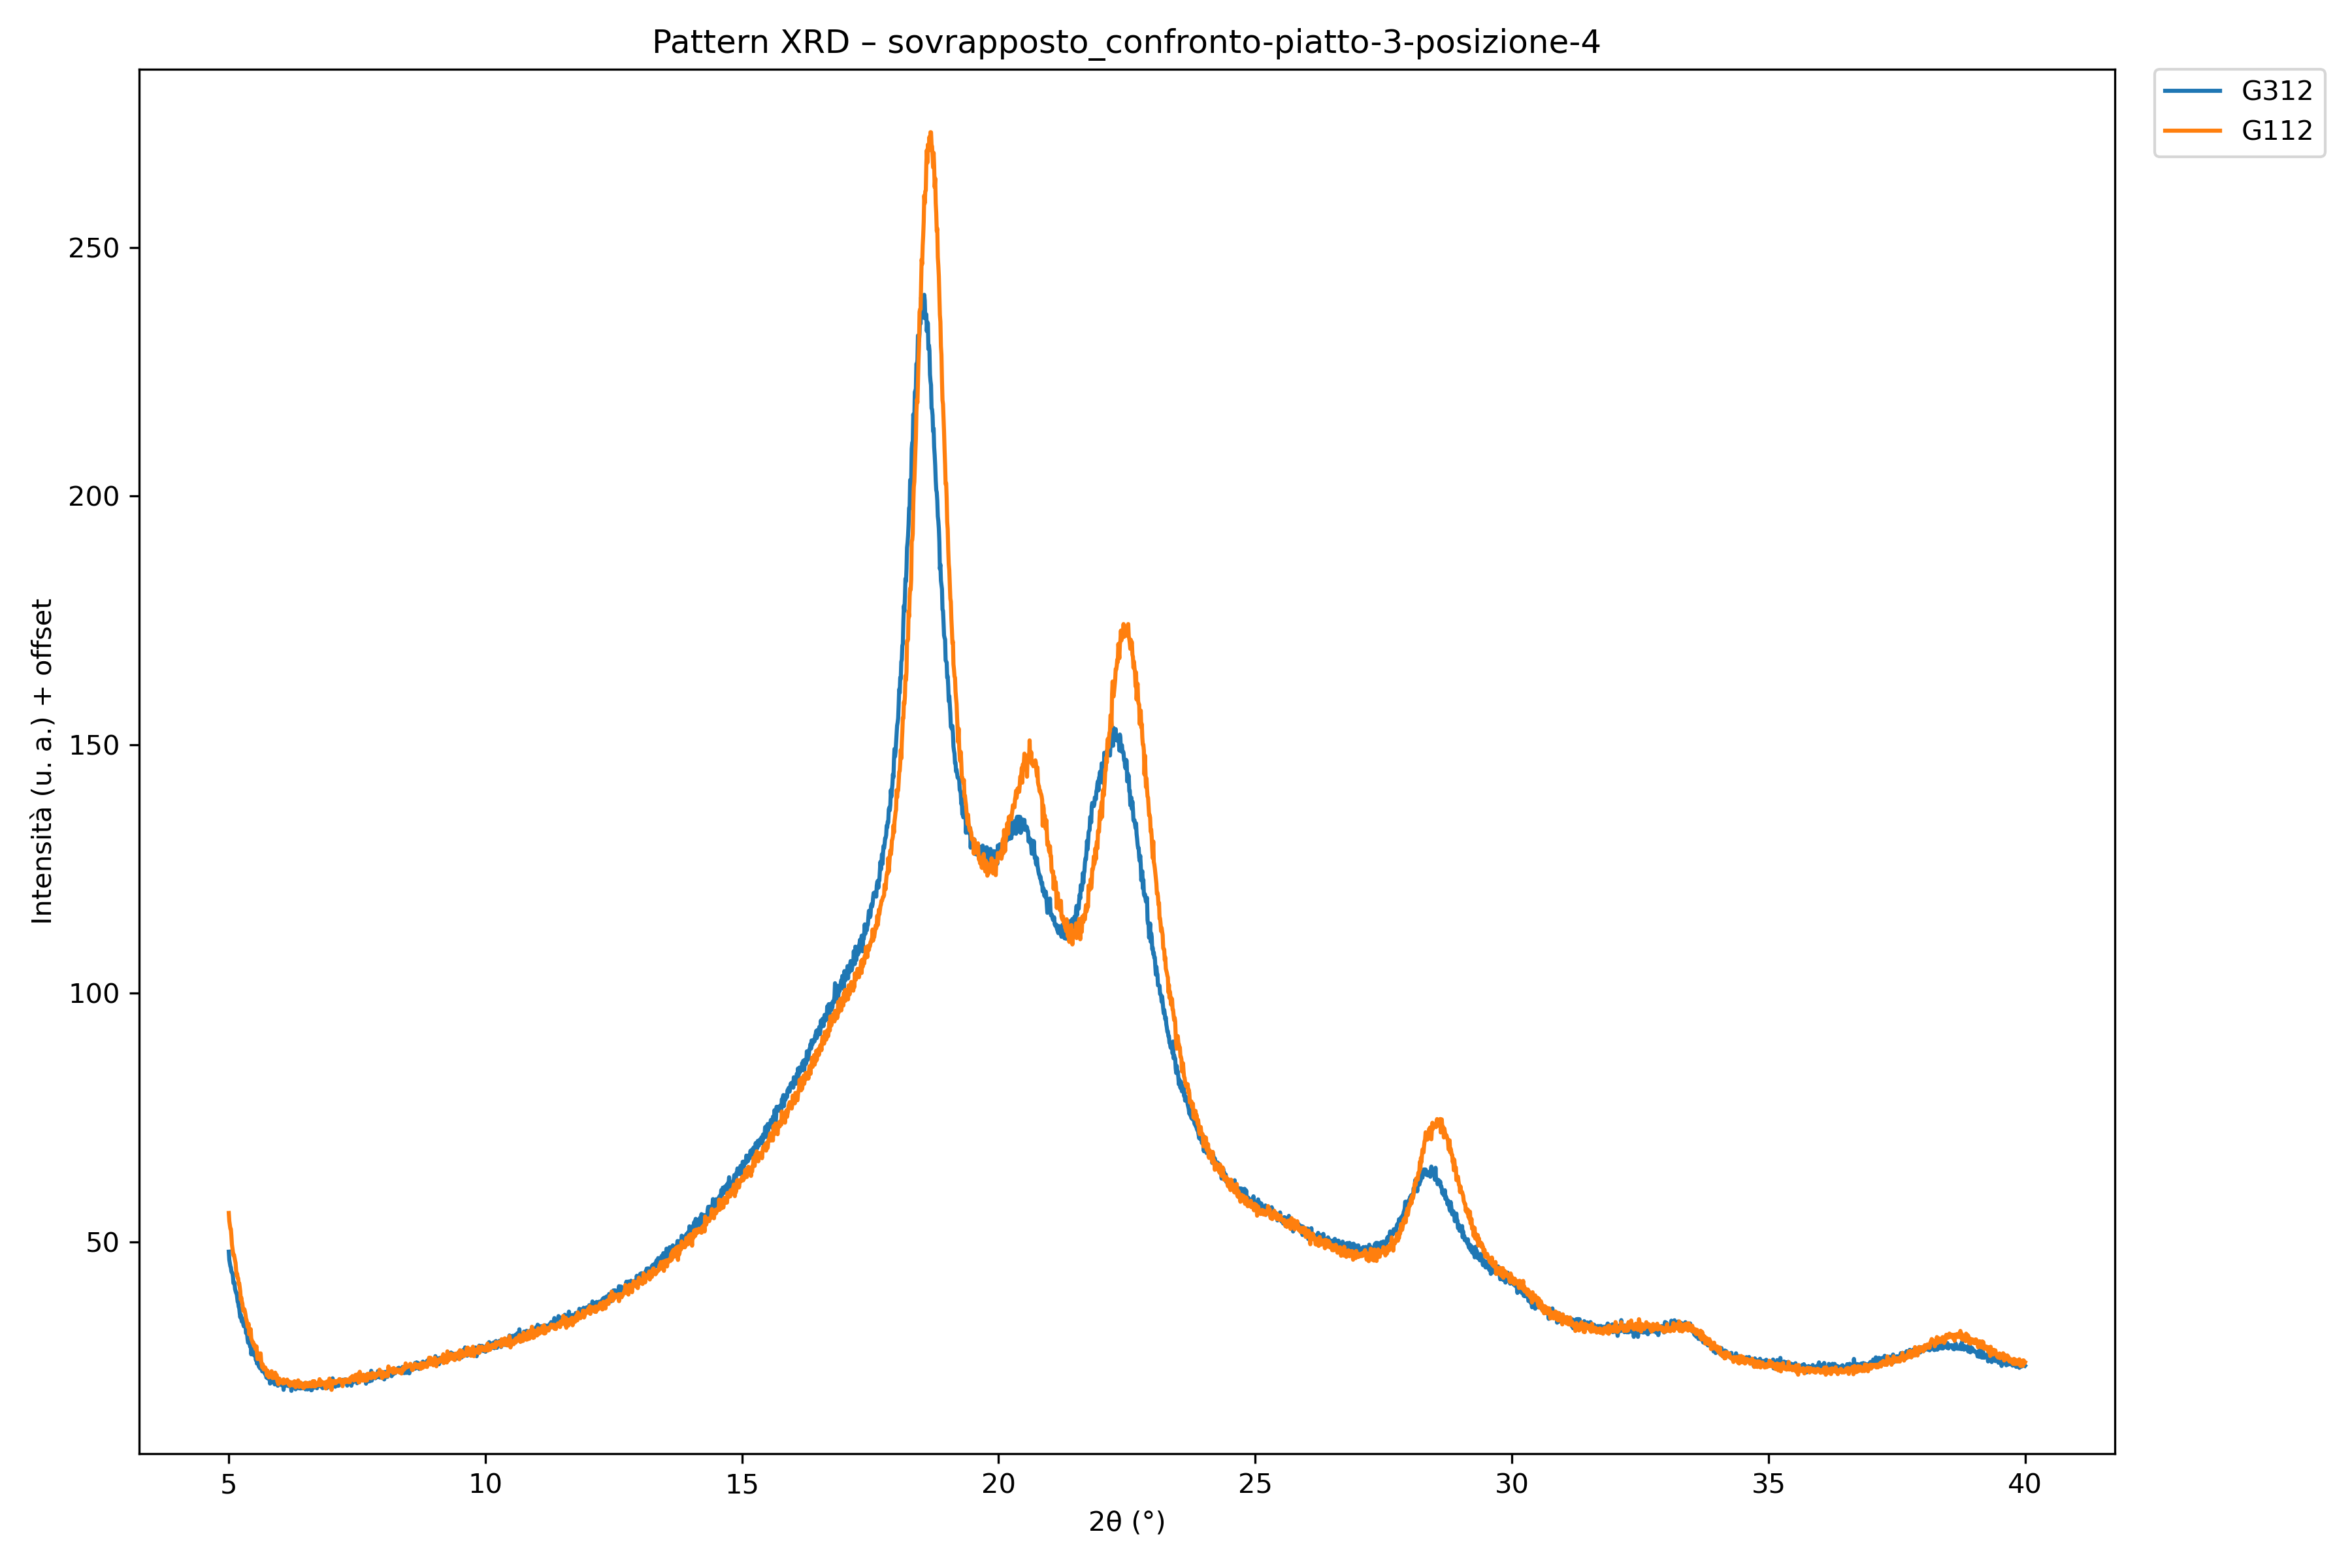 Pattern XRD – sovrapposto_confronto-piatto-3-posizione-4
G312
G112
Intensità (u. a.) + offset
250
200
150
100
50
5 10 15 20 25 30 35 40
2θ (°)